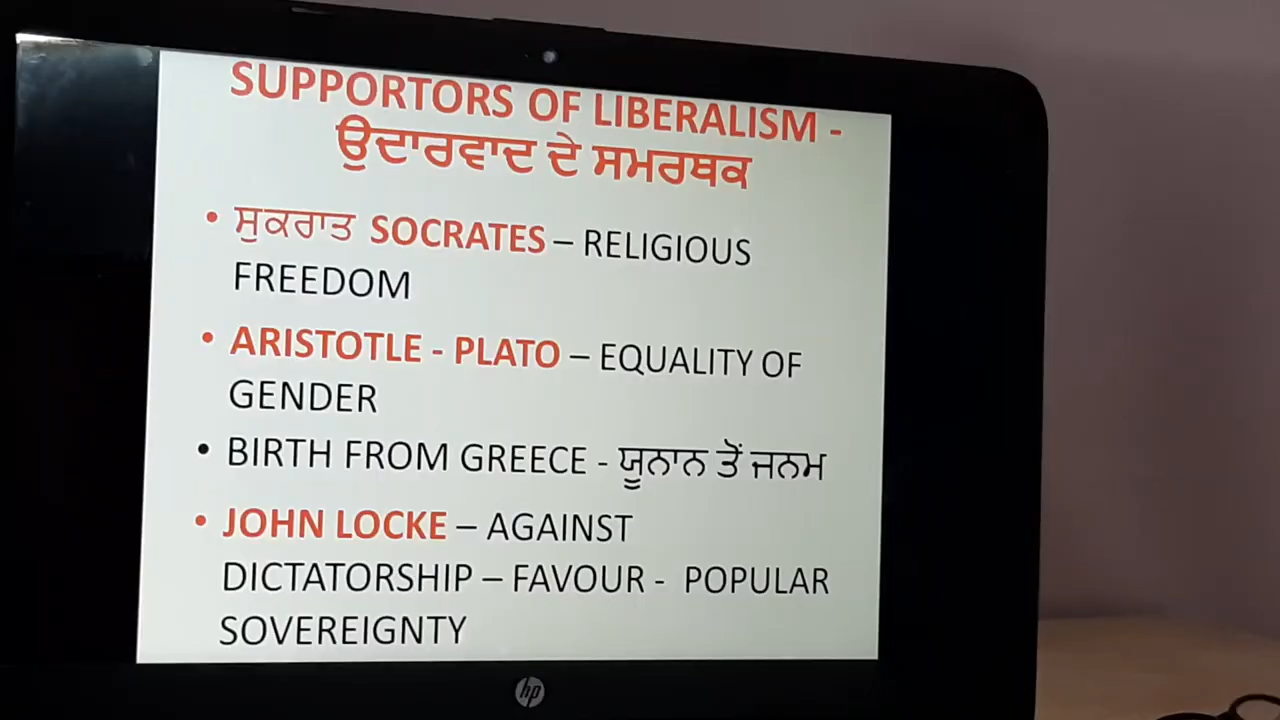 SUPPORTORS OF LIBERALISM -
ਉਦਾਰਵਾਦ ਦੇ ਸਮਰਥਕ
• ਸੁਕਰਾਤ SOCRATES – RELIGIOUS
FREEDOM
• ARISTOTLE - PLATO – EQUALITY OF
GENDER
• BIRTH FROM GREECE - ਯੂਨਾਨ ਤੋਂ ਜਨਮ
• JOHN LOCKE – AGAINST
DICTATORSHIP – FAVOUR - POPULAR
SOVEREIGNTY
hp